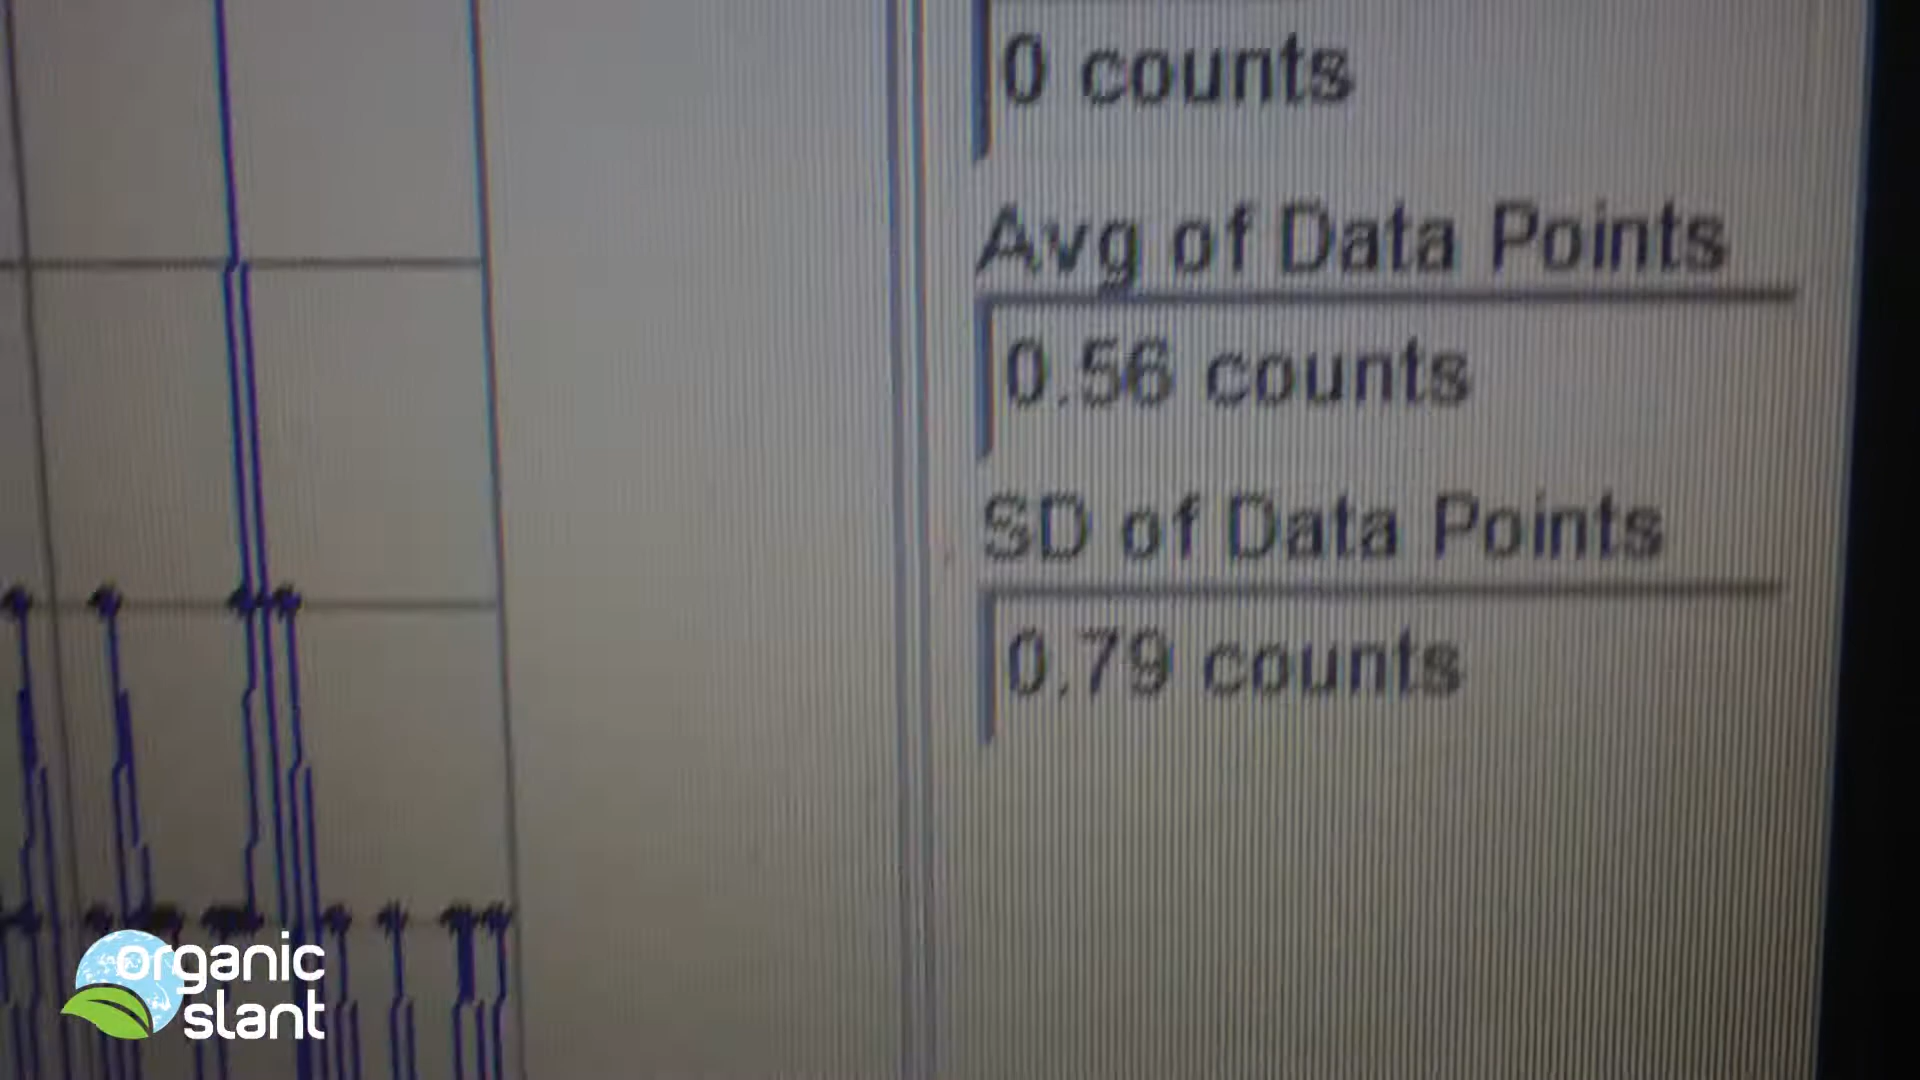 0 counts
Avg of Data Points
0.56 counts
SD of Data Points
0.79 counts
organic
slant